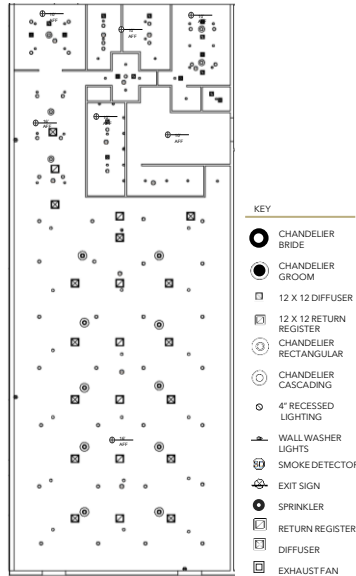 KEY
CHANDELIER
BRIDE
CHANDELIER
GROOM
12 X 12 DIFFUSER
12 X 12 RETURN
REGISTER
CHANDELIER
RECTANGULAR
CHANDELIER
CASCADING
4" RECESSED
LIGHTING
WALL WASHER
LIGHTS
SD SMOKE DETECTOR
EXIT SIGN
SPRINKLER
RETURN REGISTER
DIFFUSER
EXHAUST FAN
AFF
AFF
AFF
AFF
AFF
AFF
AFF